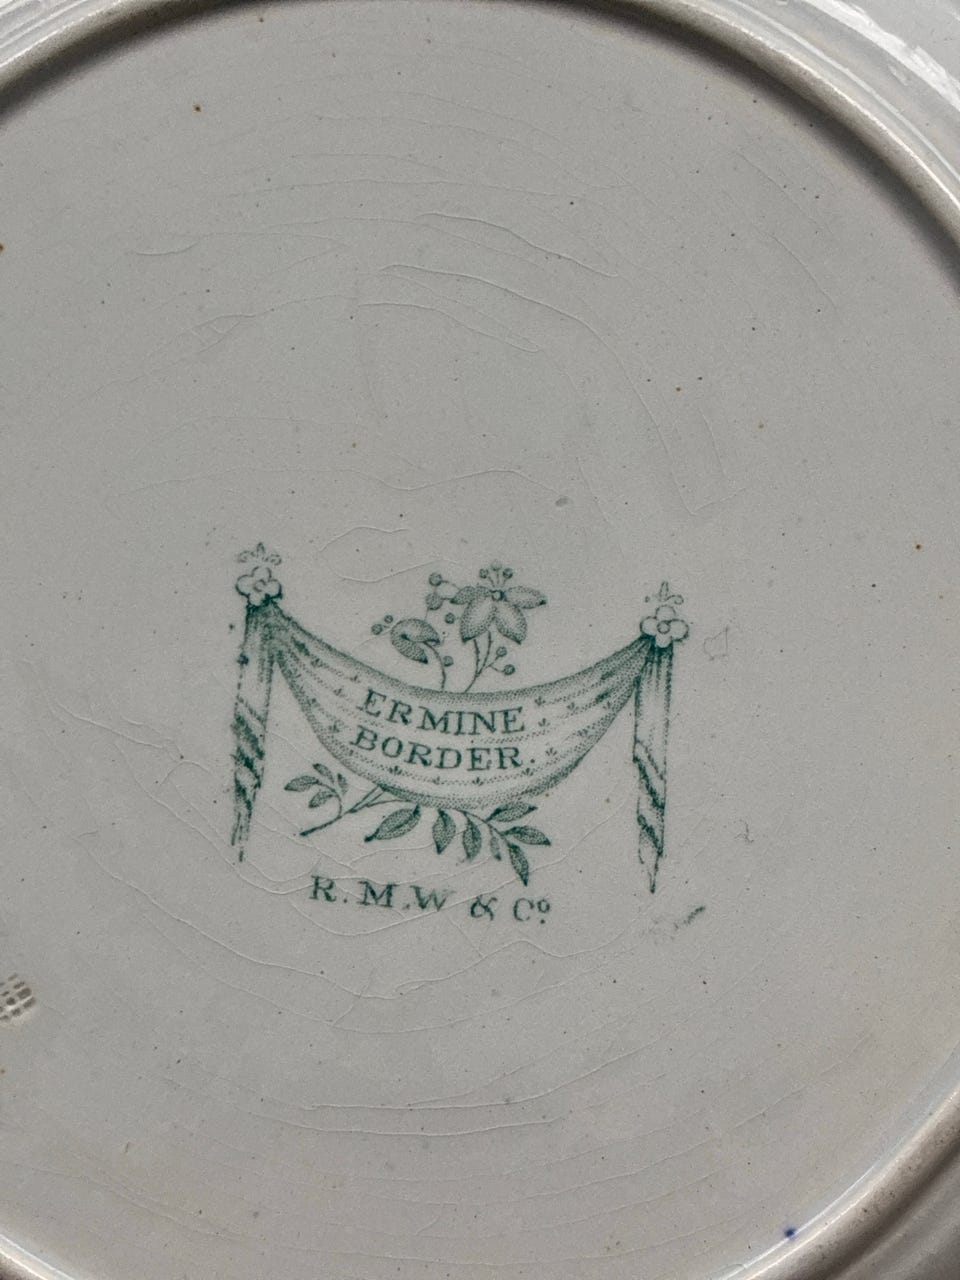 ERMINE
BORDER.
R.M.W & Cº